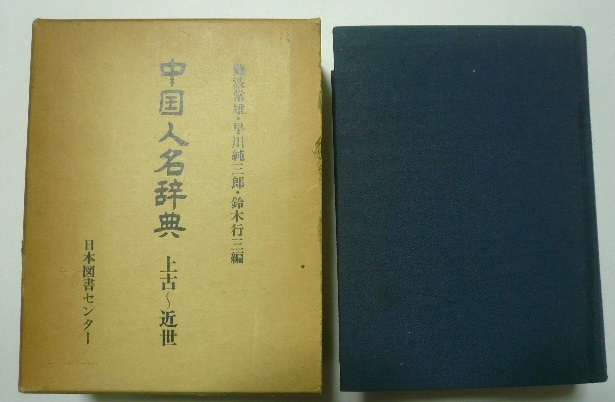 難波常雄・早川純三郎・鈴木行三編
中国人名辞典 上古～近世
日本図書センター